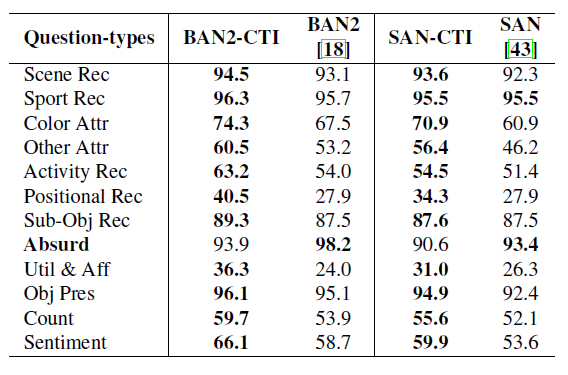 Question-types BAN2-CTI BAN2 [18] SAN-CTI SAN [43]
Scene Rec 94.5 93.1 93.6 92.3
Sport Rec 96.3 95.7 95.5 95.5
Color Attr 74.3 67.5 70.9 60.9
Other Attr 60.5 53.2 56.4 46.2
Activity Rec 63.2 54.0 54.5 51.4
Positional Rec 40.5 27.9 34.3 27.9
Sub-Obj Rec 89.3 87.5 87.6 87.5
Absurd 93.9 98.2 90.6 93.4
Util & Aff 36.3 24.0 31.0 26.3
Obj Pres 96.1 95.1 94.9 92.4
Count 59.7 53.9 55.6 52.1
Sentiment 66.1 58.7 59.9 53.6